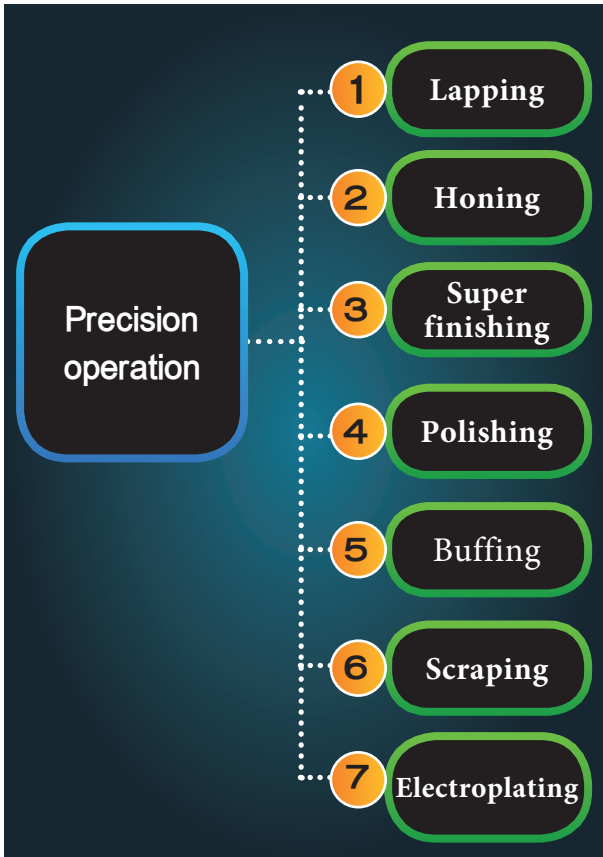 Precision
operation
1
Lapping
2
Honing
3
Super
finishing
4
Polishing
5
Buffing
6
Scraping
7
Electroplating